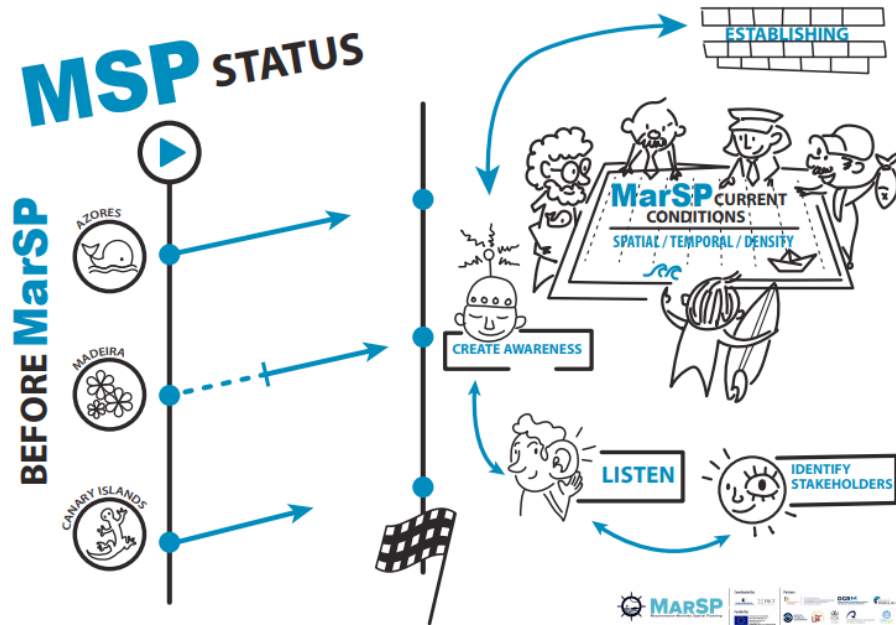 MSP STATUS
BEFORE MarSP
AZORES
MADEIRA
CANARY ISLANDS
ESTABLISHING
MarSP CURRENT
CONDITIONS
SPATIAL / TEMPORAL / DENSITY
CREATE AWARENESS
LISTEN
IDENTIFY
STAKEHOLDERS
MarSP